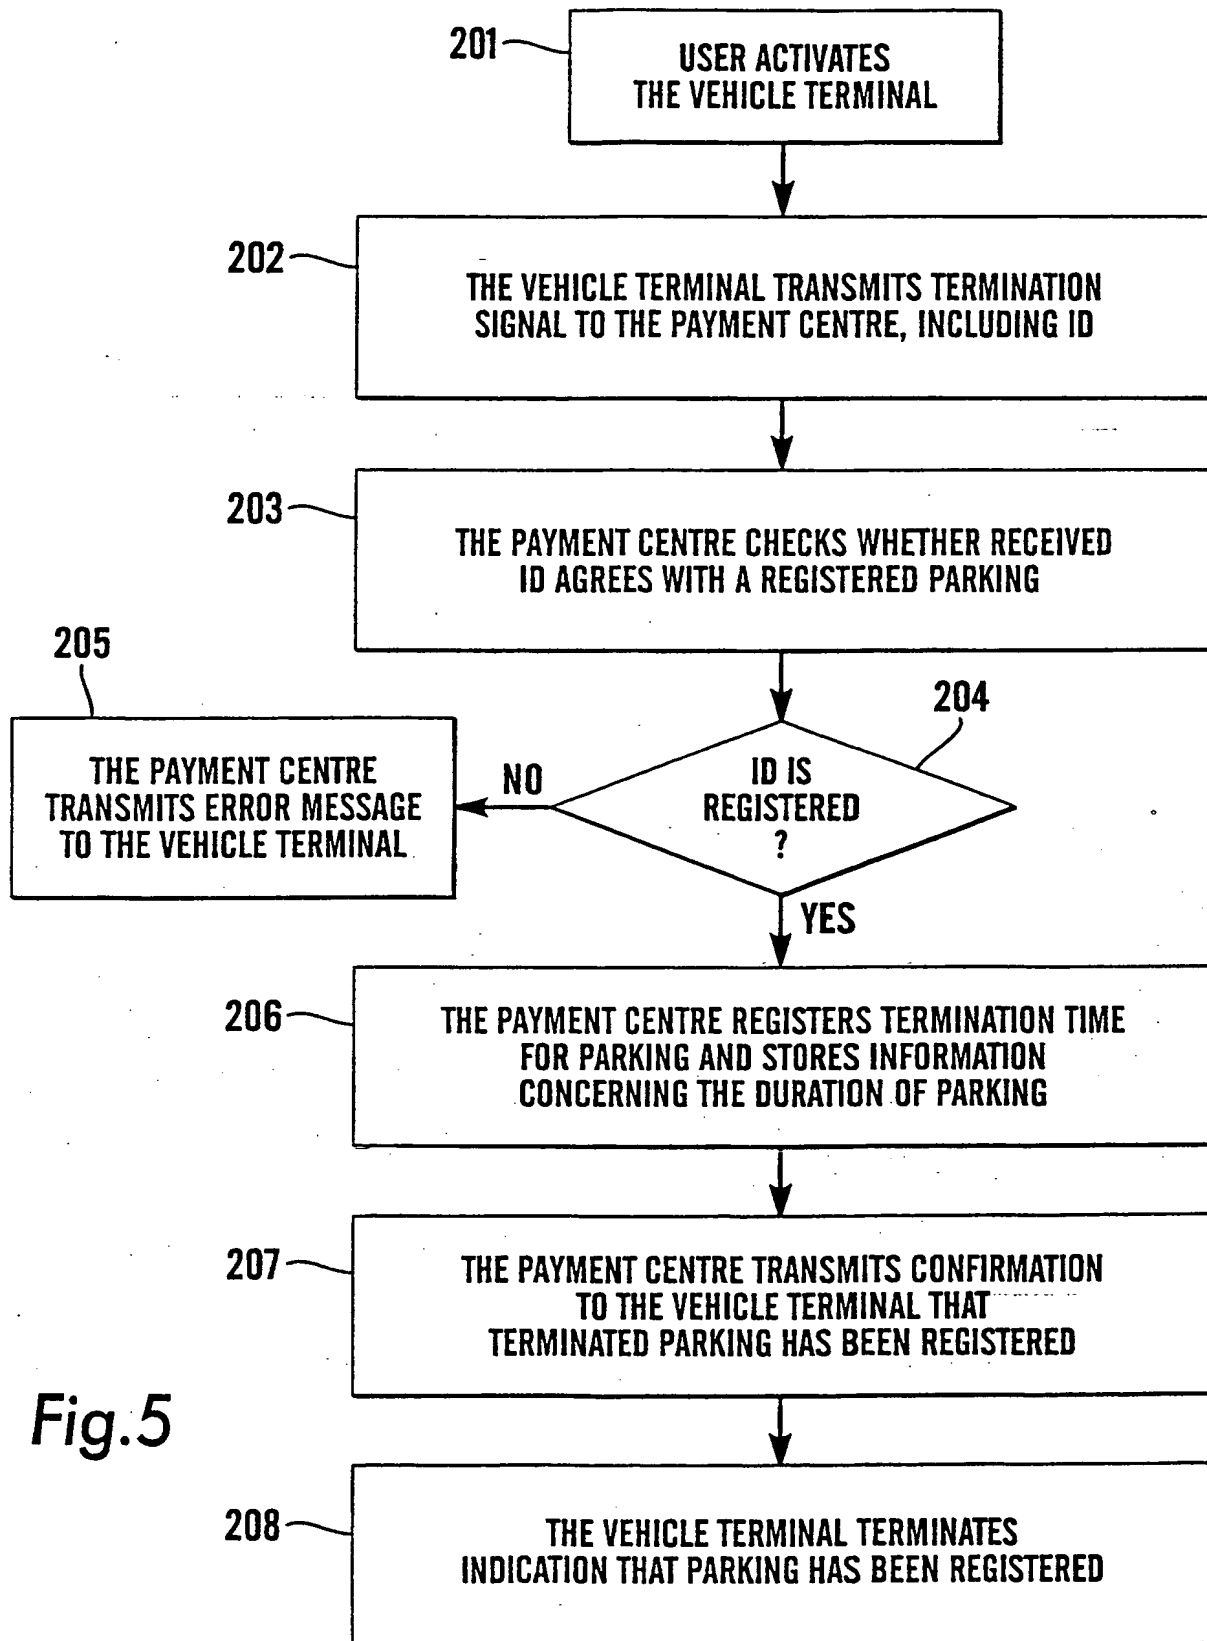 201
USER ACTIVATES
THE VEHICLE TERMINAL
202
THE VEHICLE TERMINAL TRANSMITS TERMINATION
SIGNAL TO THE PAYMENT CENTRE, INCLUDING ID
203
THE PAYMENT CENTRE CHECKS WHETHER RECEIVED
ID AGREES WITH A REGISTERED PARKING
205
204
THE PAYMENT CENTRE
TRANSMITS ERROR MESSAGE
TO THE VEHICLE TERMINAL
NO
ID IS
REGISTERED
?
YES
206
THE PAYMENT CENTRE REGISTERS TERMINATION TIME
FOR PARKING AND STORES INFORMATION
CONCERNING THE DURATION OF PARKING
207
THE PAYMENT CENTRE TRANSMITS CONFIRMATION
TO THE VEHICLE TERMINAL THAT
TERMINATED PARKING HAS BEEN REGISTERED
Fig.5
208
THE VEHICLE TERMINAL TERMINATES
INDICATION THAT PARKING HAS BEEN REGISTERED